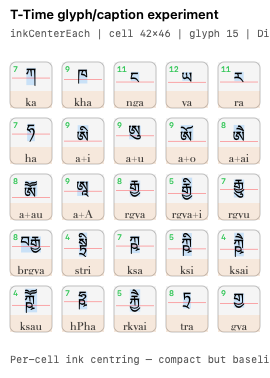 T-Time glyph/caption experiment
inkCenterEach | cell 42×46 | glyph 15 | Di
7 9 11 12 11
ཀ ཁ ང ཡ ར
ka kha nga ya ra
7 9 9 9 8
ཧ ཨི ཨུ ཨོ ཨཻ
ha a+i a+u a+o a+ai
8 9 8 5 7
ཨཽ ཨཱ རྒྱ རྒྱི རྒྱུ
a+au a+A rgya rgya+i rgyu
8 4 7 5 4
བརྒྱ སྟྲི ཀྵ ཀྵི ཀྵཻ
brgya stri ksa ksi ksai
4 7 5 8 9
ཀྵཽ ཧྥ རྐྱཻ ཏྲ གྱ
ksau hPha rkyai tra gya
Per-cell ink centring — compact but baseli